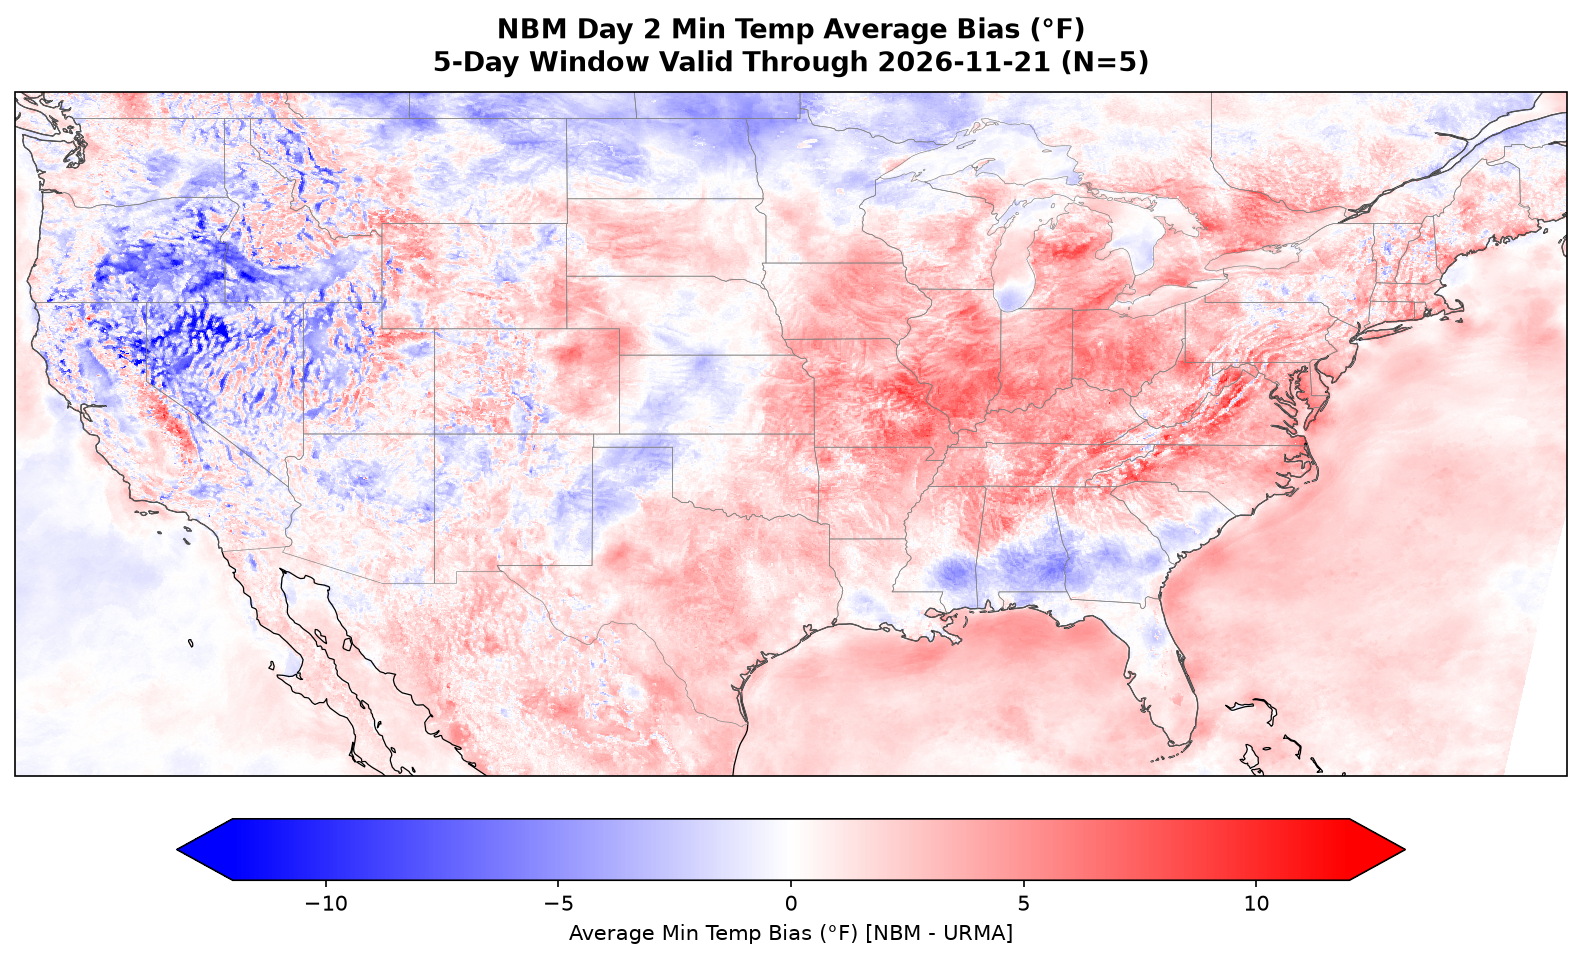 NBM Day 2 Min Temp Average Bias (°F)
5-Day Window Valid Through 2026-11-21 (N=5)
−10 −5 0 5 10
Average Min Temp Bias (°F) [NBM - URMA]